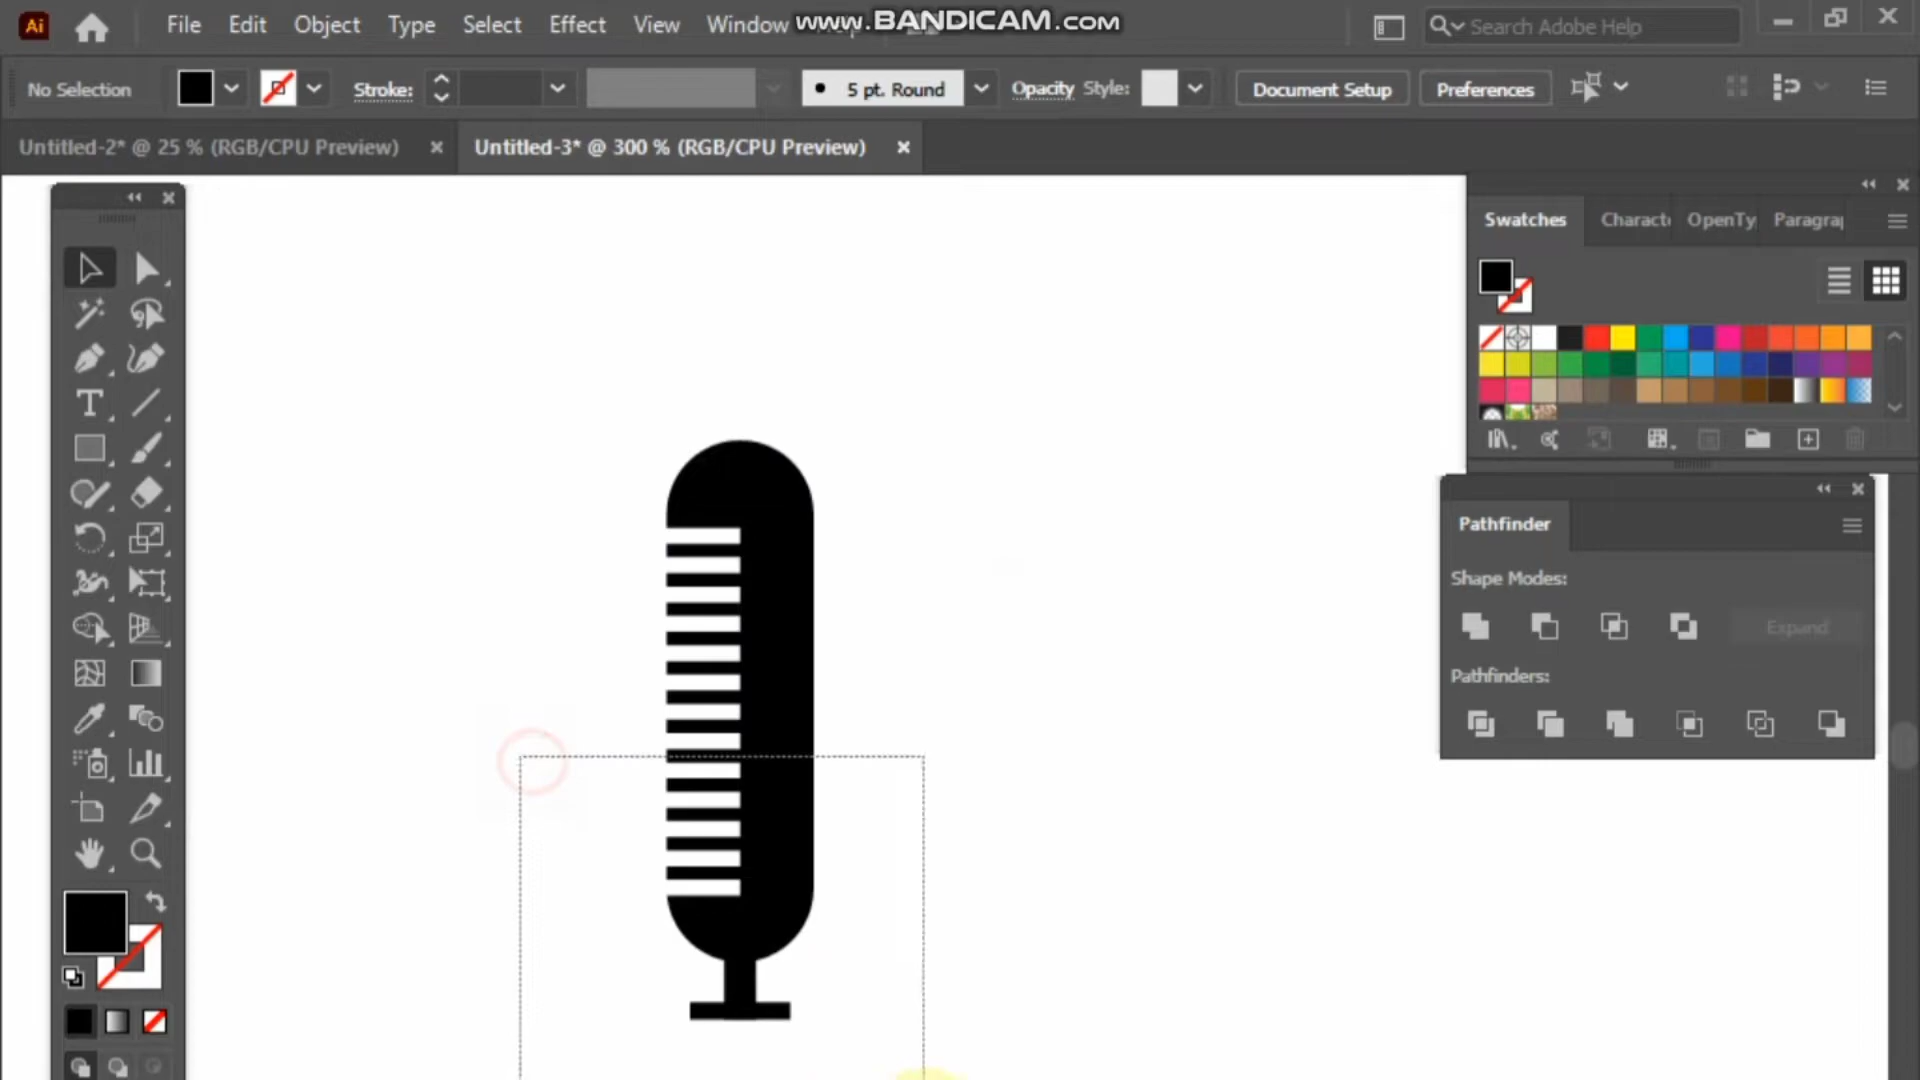 Ai File Edit Object Type Select Effect View Window www.BANDICAM.com Search Adobe Help
No Selection Stroke: 5 pt. Round Opacity Style: Document Setup Preferences
Untitled-2* @ 25 % (RGB/CPU Preview) × Untitled-3* @ 300 % (RGB/CPU Preview) ×
Swatches Characte OpenTy Paragra
Pathfinder
Shape Modes:
Expand
Pathfinders: